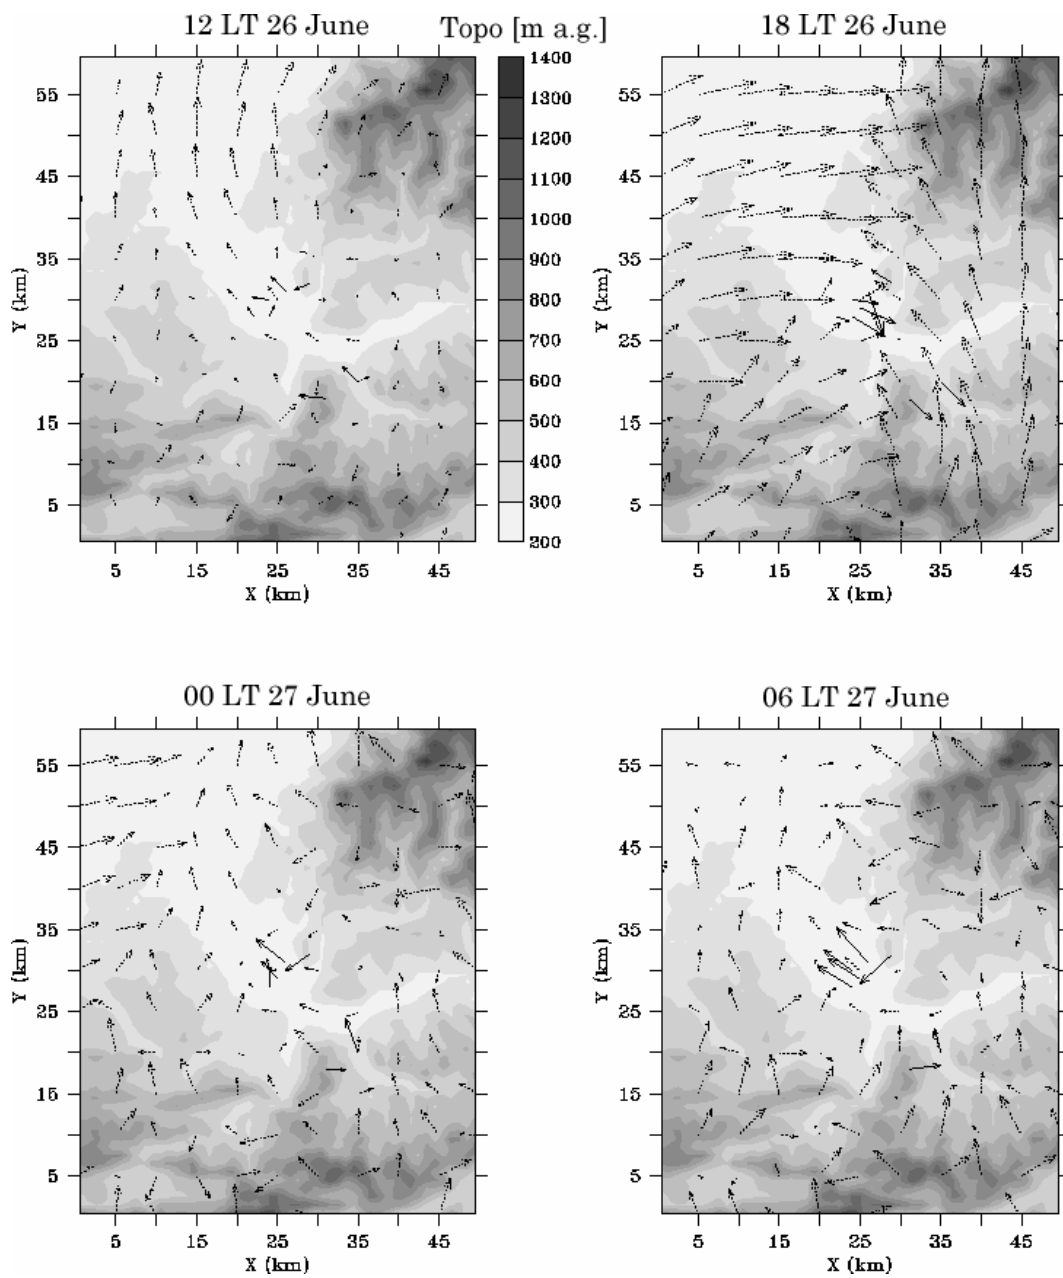 12 LT 26 June
Topo [m a.g.]
18 LT 26 June
55
45
35
25
15
5
Y (km)
5 15 25 35 45
X (km)
1400
1300
1200
1100
1000
900
800
700
600
500
400
300
200
55
45
35
25
15
5
Y (km)
5 15 25 35 45
X (km)
00 LT 27 June
06 LT 27 June
55
45
35
25
15
5
Y (km)
5 15 25 35 45
X (km)
55
45
35
25
15
5
Y (km)
5 15 25 35 45
X (km)